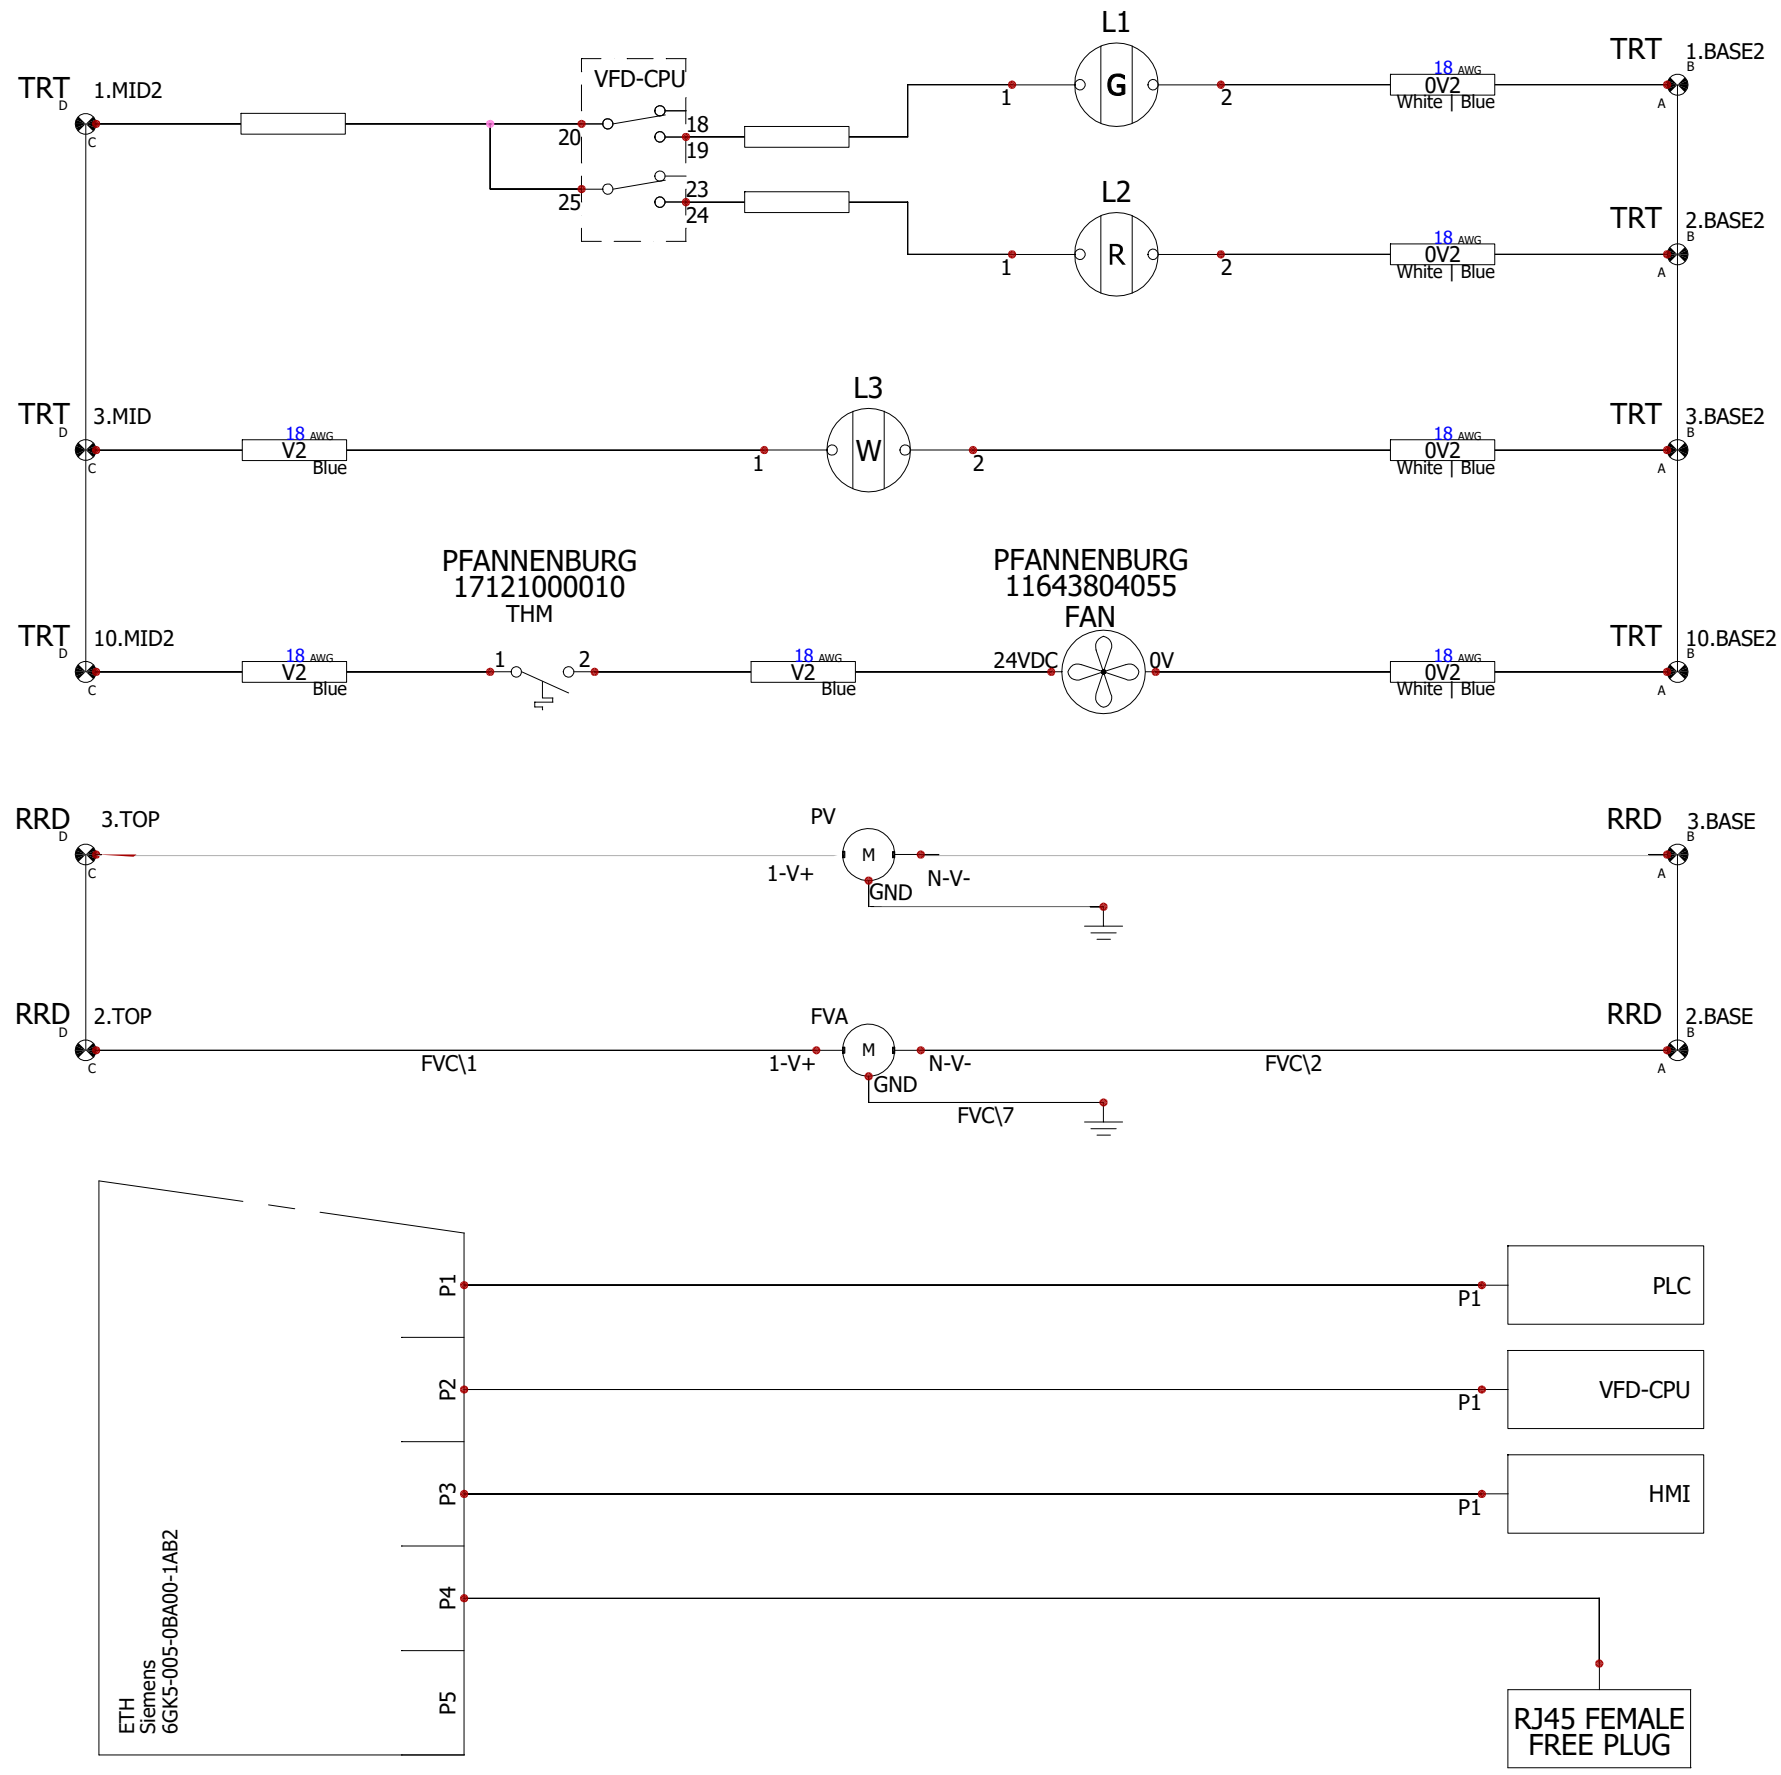 L1
TRT
D
1.MID2
C
VFD-CPU
20
18
19
25
23
24
1
G
2
18 AWG
0V2
White | Blue
TRT
1.BASE2
B
A
L2
1
R
2
18 AWG
0V2
White | Blue
TRT
2.BASE2
B
A
TRT
D
3.MID
C
18 AWG
V2
Blue
L3
1
W
2
18 AWG
0V2
White | Blue
TRT
3.BASE2
B
A
PFANNENBURG
17121000010
THM
PFANNENBURG
11643804055
FAN
TRT
D
10.MID2
C
18 AWG
V2
Blue
1
2
18 AWG
V2
Blue
24VDC
0V
18 AWG
0V2
White | Blue
TRT
10.BASE2
B
A
RRD
D
3.TOP
C
PV
M
1-V+
N-V-
GND
RRD
3.BASE
B
A
RRD
D
2.TOP
C
FVC\1
FVA
M
1-V+
N-V-
GND
FVC\7
FVC\2
RRD
2.BASE
B
A
P1
P2
P3
P4
P5
ETH
Siemens
6GK5-005-0BA00-1AB2
P1
PLC
P1
VFD-CPU
P1
HMI
RJ45 FEMALE
FREE PLUG